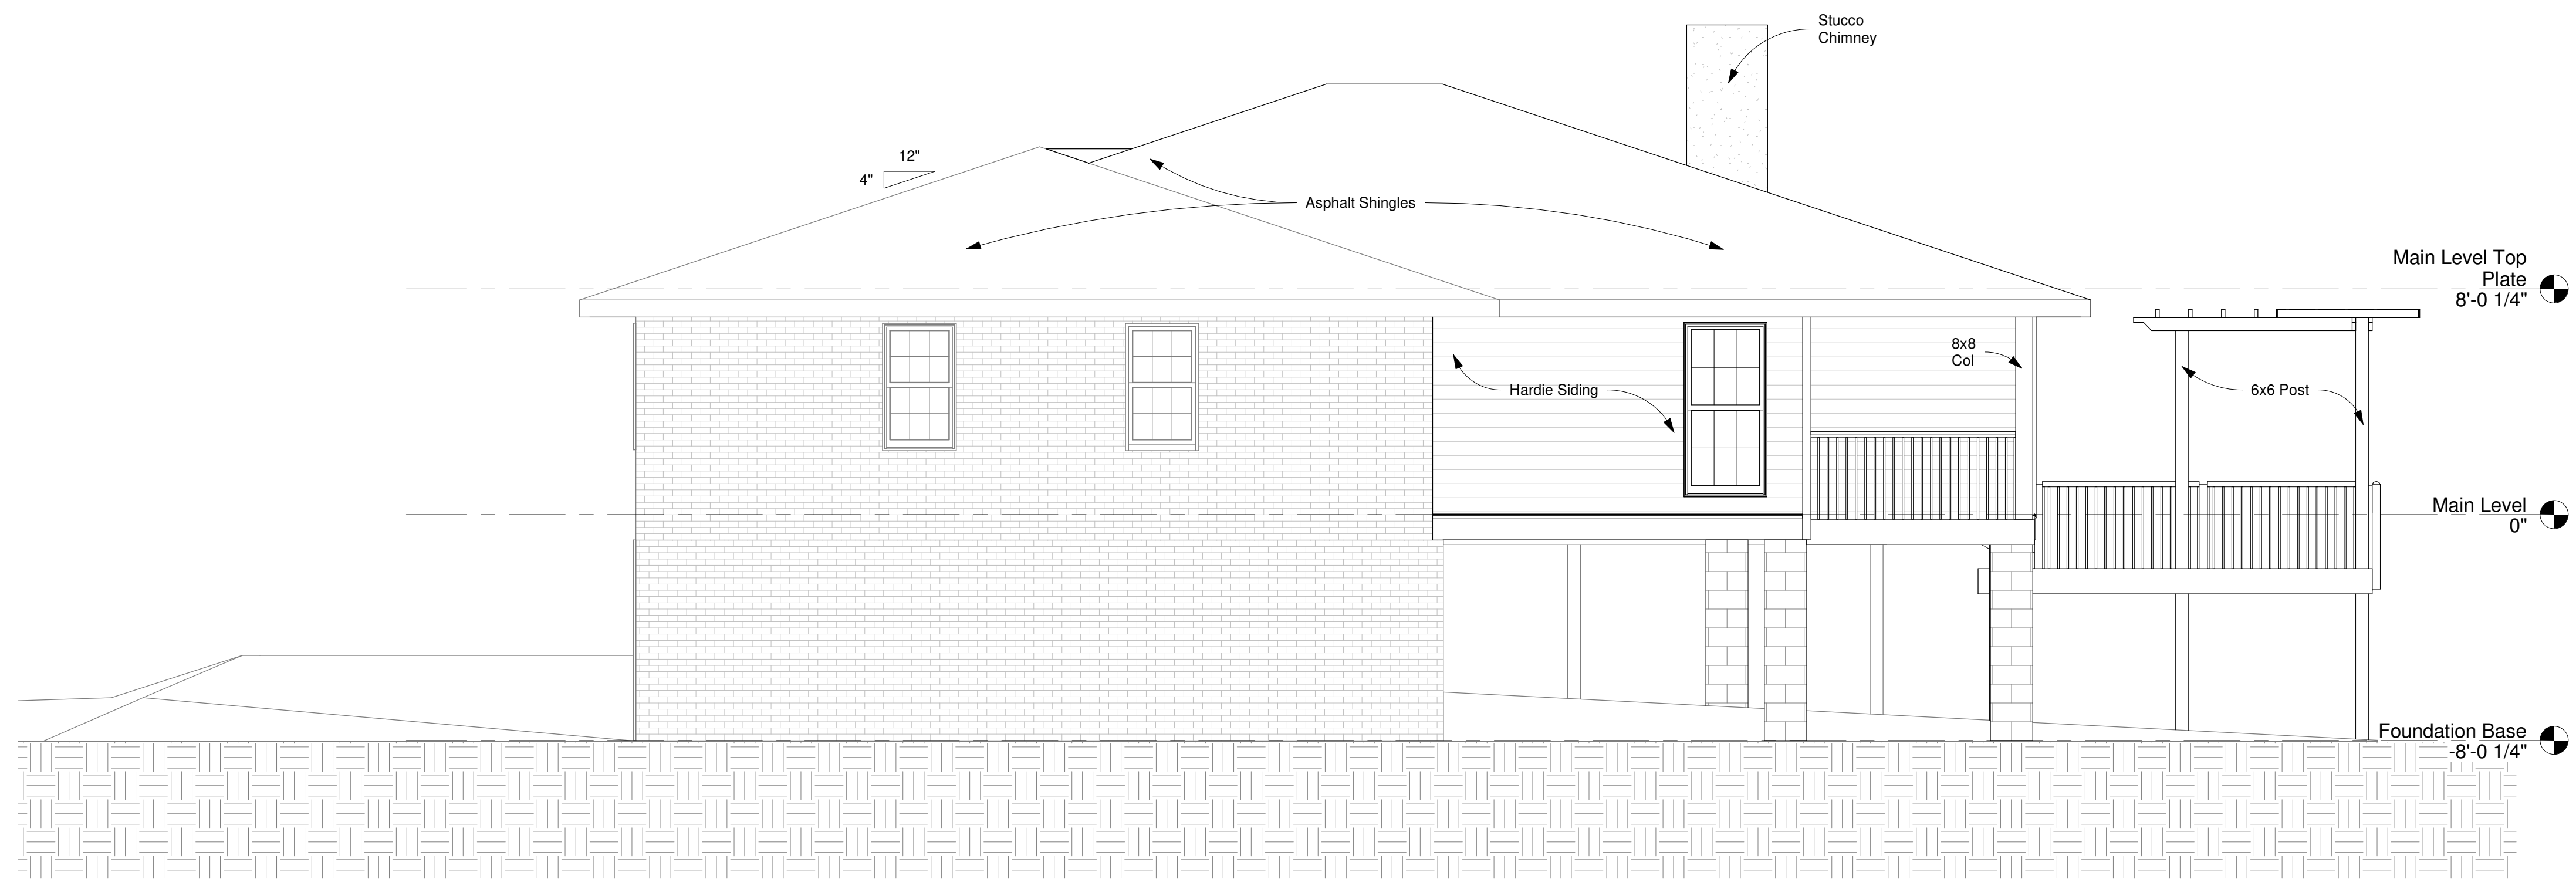 Stucco
Chimney
12"
4"
Asphalt Shingles
Main Level Top
Plate
8'-0 1/4"
8x8
Col
Hardie Siding
6x6 Post
Main Level
0"
Foundation Base
-8'-0 1/4"